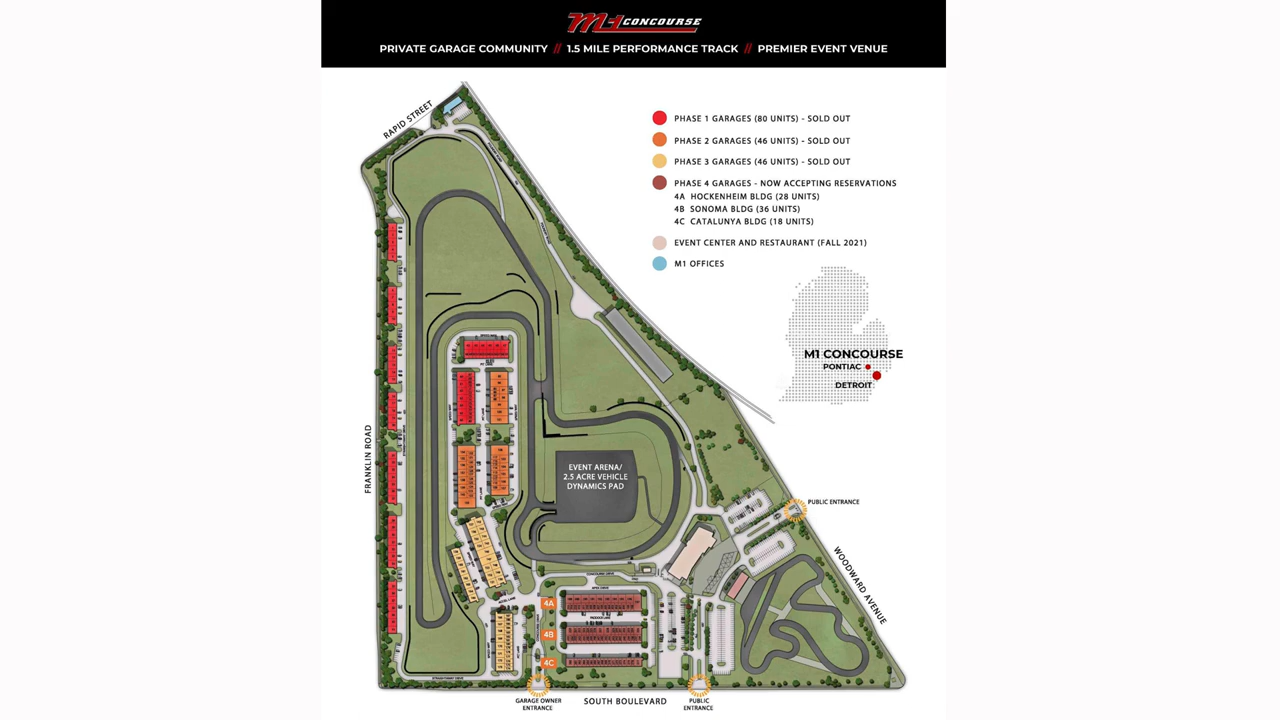 M1 CONCOURSE
PRIVATE GARAGE COMMUNITY // 1.5 MILE PERFORMANCE TRACK // PREMIER EVENT VENUE
RAPID STREET
PHASE 1 GARAGES (80 UNITS) - SOLD OUT
PHASE 2 GARAGES (46 UNITS) - SOLD OUT
PHASE 3 GARAGES (46 UNITS) - SOLD OUT
PHASE 4 GARAGES - NOW ACCEPTING RESERVATIONS
4A HOCKENHEIM BLDG (28 UNITS)
4B SONOMA BLDG (36 UNITS)
4C CATALUNYA BLDG (18 UNITS)
EVENT CENTER AND RESTAURANT (FALL 2021)
M1 OFFICES
M1 CONCOURSE
PONTIAC
DETROIT
FRANKLIN ROAD
EVENT ARENA/
2.5 ACRE VEHICLE
DYNAMICS PAD
PUBLIC ENTRANCE
WOODWARD AVENUE
CONCOURSE DRIVE
4A
4B
4C
STRAIGHTAWAY DRIVE
GARAGE OWNER
ENTRANCE
SOUTH BOULEVARD
PUBLIC
ENTRANCE